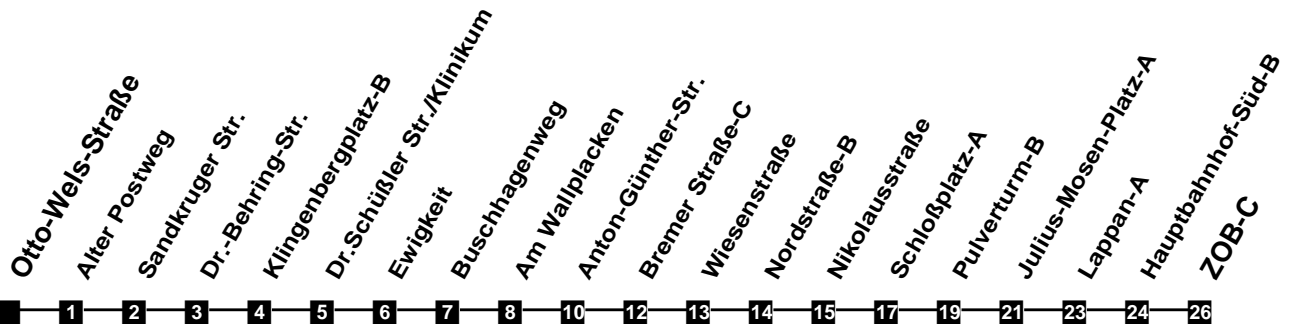 Otto-Wels-Straße
Alter Postweg
Sandkruger Str.
Dr.-Behring-Str.
Klingenbergplatz-B
Dr.Schüßler Str./Klinikum
Ewigkeit
Buschhagenweg
Am Wallplacken
Anton-Günther-Str.
Bremer Straße-C
Wiesenstraße
Nordstraße-B
Nikolausstraße
Schloßplatz-A
Pulverturm-B
Julius-Mosen-Platz-A
Lappan-A
Hauptbahnhof-Süd-B
ZOB-C
1 2 3 4 5 6 7 8 10 12 13 14 15 17 19 21 23 24 26